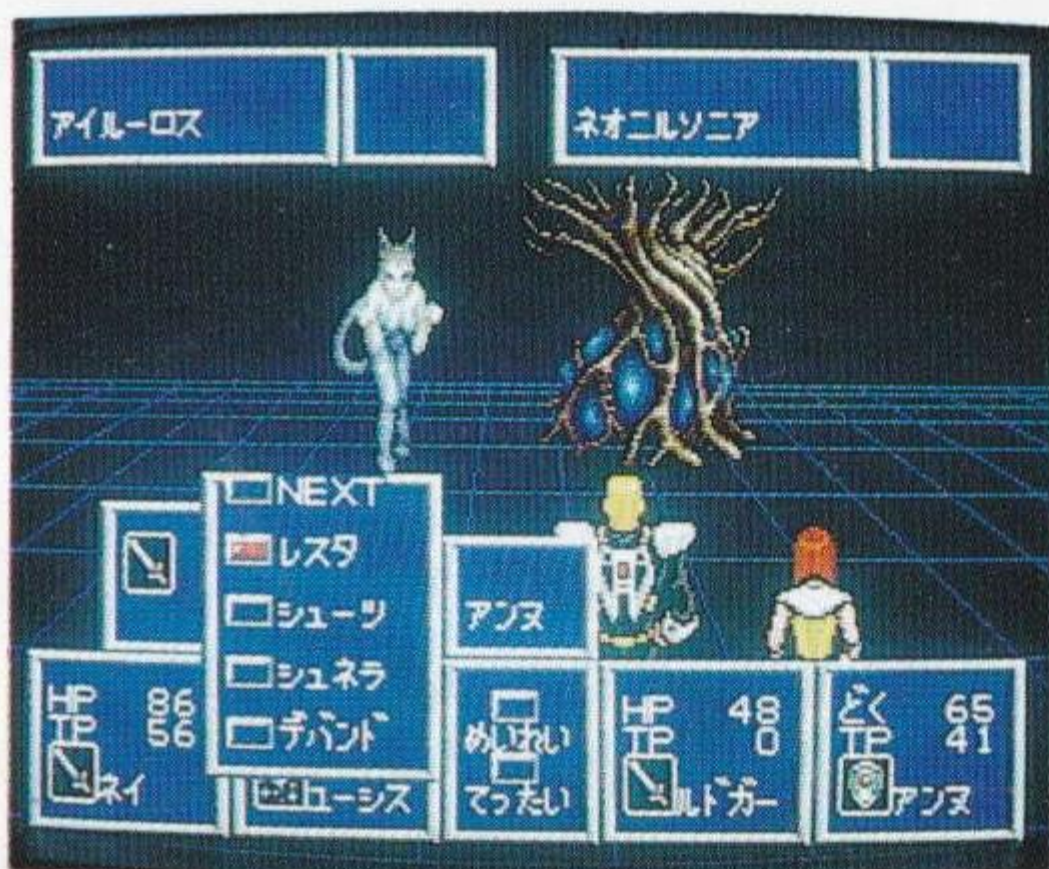 アイルーロス
ネオニルソニア
NEXT
レスタ
シューツ
シュネラ
デバンド
アンヌ
HP 86
TP 56
ネイ
ユーシス
めいれい
てったい
HP 48
TP 0
ルドガー
どく 65
TP 41
アンヌ